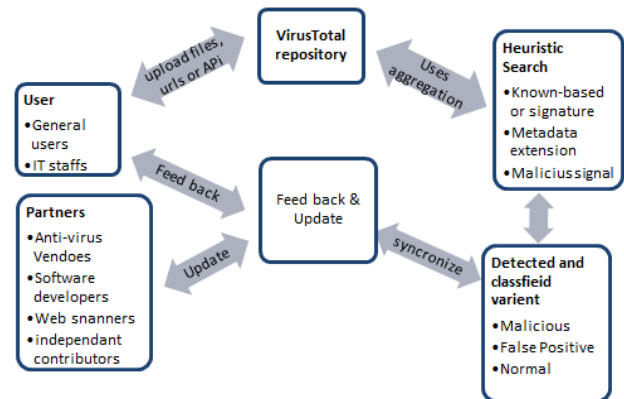 VirusTotal
repository
upload files,
urls or APi
Uses
aggregation
Heuristic
Search
•Known-based
or signature
•Metadata
extension
•Malicius signal
User
•General
users
•IT staffs
Feed back
Feed back &
Update
Partners
•Anti-virus
Vendoes
•Software
developers
•Web snanners
•independant
contributors
Update
syncronize
Detected and
classfieid
varient
•Malicious
•False Positive
•Normal